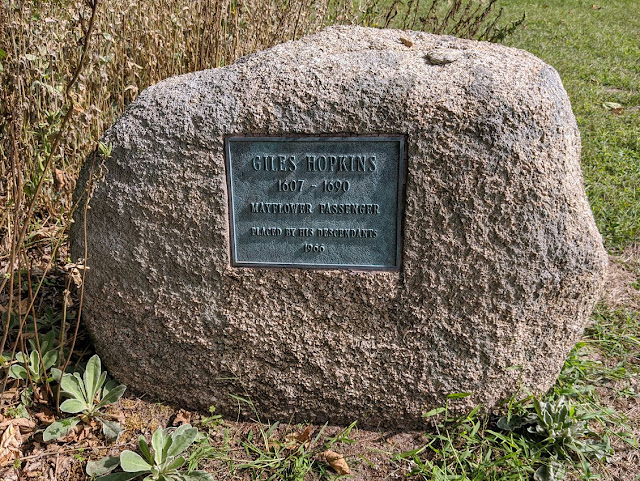 GILES HOPKINS
1607 - 1690
MAYFLOWER PASSENGER
PLACED BY HIS DESCENDANTS
1966